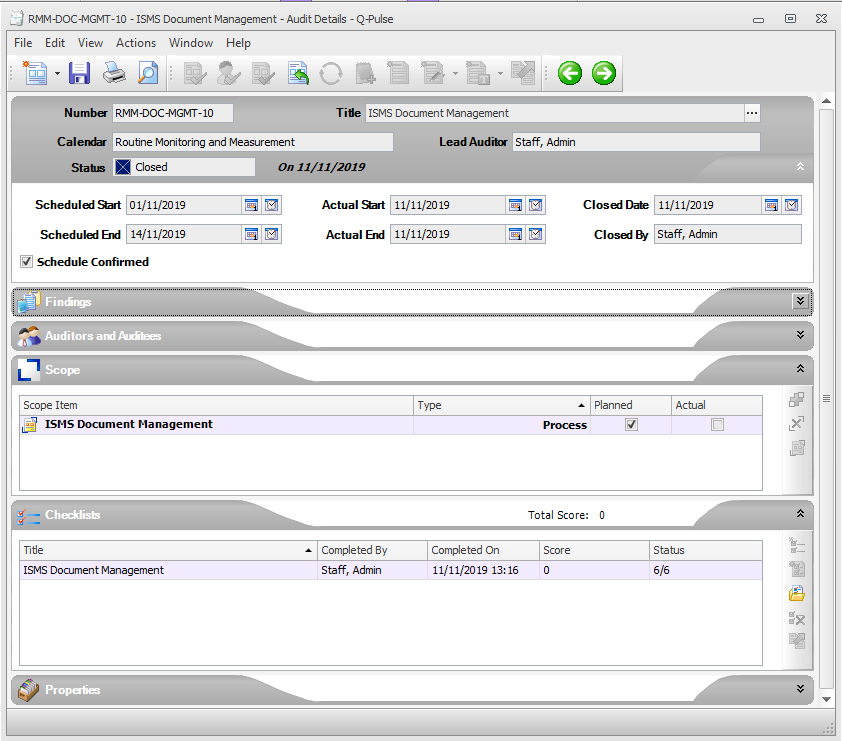 RMM-DOC-MGMT-10 - ISMS Document Management - Audit Details - Q-Pulse
File Edit View Actions Window Help
Number RMM-DOC-MGMT-10 Title ISMS Document Management ...
Calendar Routine Monitoring and Measurement Lead Auditor Staff, Admin
Status Closed On 11/11/2019
Scheduled Start 01/11/2019 Actual Start 11/11/2019 Closed Date 11/11/2019
Scheduled End 14/11/2019 Actual End 11/11/2019 Closed By Staff, Admin
Schedule Confirmed
Findings
Auditors and Auditees
Scope
Scope Item Type Planned Actual
ISMS Document Management Process
Checklists Total Score: 0
Title Completed By Completed On Score Status
ISMS Document Management Staff, Admin 11/11/2019 13:16 0 6/6
Properties